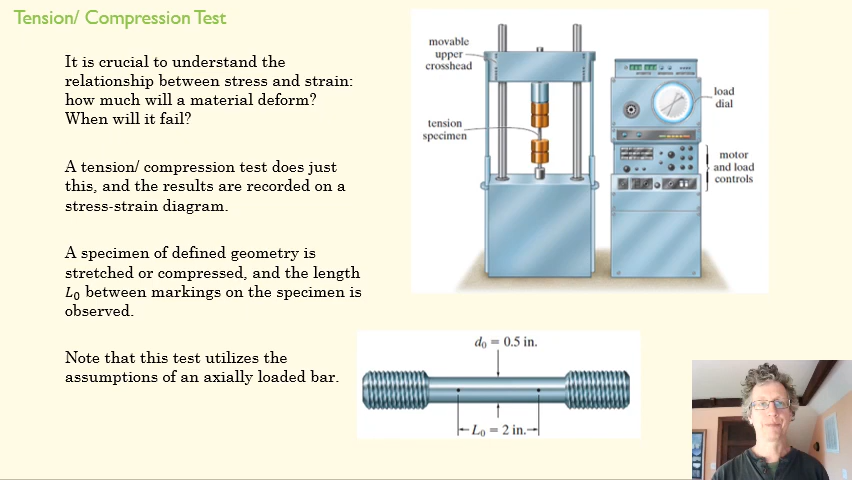 Tension/ Compression Test
It is crucial to understand the
relationship between stress and strain:
how much will a material deform?
When will it fail?
A tension/ compression test does just
this, and the results are recorded on a
stress-strain diagram.
A specimen of defined geometry is
stretched or compressed, and the length
L₀ between markings on the specimen is
observed.
Note that this test utilizes the
assumptions of an axially loaded bar.
movable
upper
crosshead
tension
specimen
load
dial
motor
and load
controls
d₀ = 0.5 in.
L₀ = 2 in.